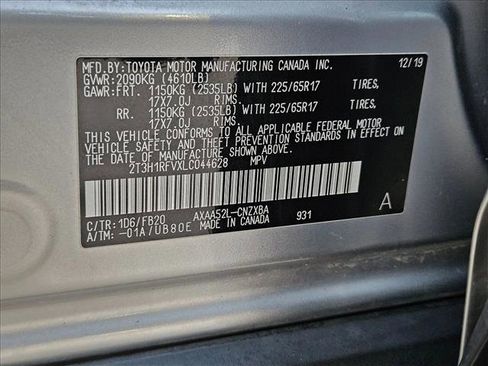 MFD.BY:TOYOTA MOTOR MANUFACTURING CANADA INC. 12/19
GVWR:2090KG (4610LB)
GAWR:FRT. 1150KG (2535LB) WITH 225/65R17 TIRES,
17X7.0J RIMS,
RR. 1150KG (2535LB) WITH 225/65R17 TIRES,
17X7.0J RIMS.
THIS VEHICLE CONFORMS TO ALL APPLICABLE FEDERAL MOTOR
VEHICLE SAFETY STANDARDS IN EFFECT ON THE DATE OF
MANUFACTURE SHOWN ABOVE.
2T3H1RFVXLC044628 MPV
C/TR:1D6/FB20 AXAA52L-CNZXBA 931 A
A/TM:-01A/UB80E MADE IN CANADA